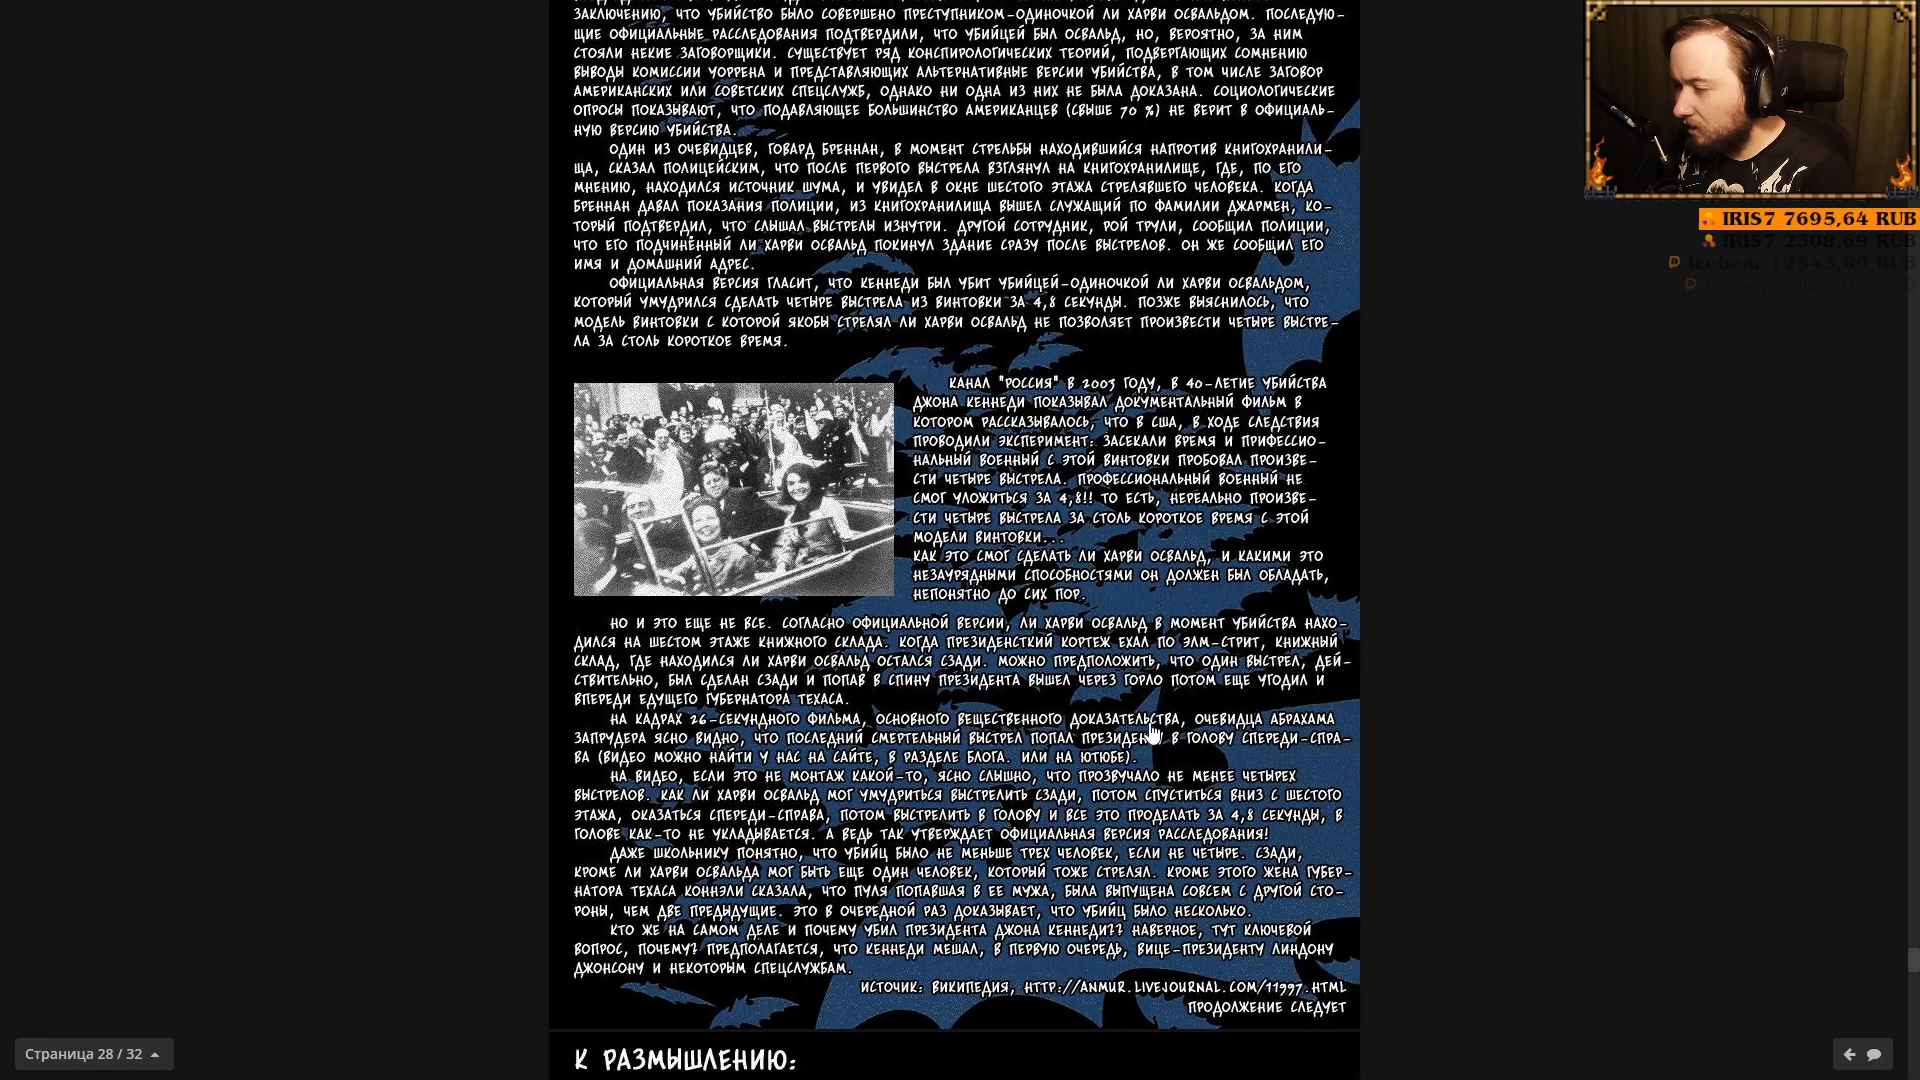 ЗАКЛЮЧЕНИЮ, ЧТО УБИЙСТВО БЫЛО СОВЕРШЕНО ПРЕСТУПНИКОМ-ОДИНОЧКОЙ ЛИ ХАРВИ ОСВАЛЬДОМ. ПОСЛЕДУЮ-
ЩИЕ ОФИЦИАЛЬНЫЕ РАССЛЕДОВАНИЯ ПОДТВЕРДИЛИ, ЧТО УБИЙЦЕЙ БЫЛ ОСВАЛЬД, НО, ВЕРОЯТНО, ЗА НИМ
СТОЯЛИ НЕКИЕ ЗАГОВОРЩИКИ. СУЩЕСТВУЕТ РЯД КОНСПИРОЛОГИЧЕСКИХ ТЕОРИЙ, ПОДВЕРГАЮЩИХ СОМНЕНИЮ
ВЫВОДЫ КОМИССИИ УОРРЕНА И ПРЕДСТАВЛЯЮЩИХ АЛЬТЕРНАТИВНЫЕ ВЕРСИИ УБИЙСТВА, В ТОМ ЧИСЛЕ ЗАГОВОР
АМЕРИКАНСКИХ ИЛИ СОВЕТСКИХ СПЕЦСЛУЖБ, ОДНАКО НИ ОДНА ИЗ НИХ НЕ БЫЛА ДОКАЗАНА. СОЦИОЛОГИЧЕСКИЕ
ОПРОСЫ ПОКАЗЫВАЮТ, ЧТО ПОДАВЛЯЮЩЕЕ БОЛЬШИНСТВО АМЕРИКАНЦЕВ (СВЫШЕ 70 %) НЕ ВЕРИТ В ОФИЦИАЛЬ-
НУЮ ВЕРСИЮ УБИЙСТВА.
ОДИН ИЗ ОЧЕВИДЦЕВ, ГОВАРД БРЕННАН, В МОМЕНТ СТРЕЛЬБЫ НАХОДИВШИЙСЯ НАПРОТИВ КНИГОХРАНИЛИ-
ЩА, СКАЗАЛ ПОЛИЦЕЙСКИМ, ЧТО ПОСЛЕ ПЕРВОГО ВЫСТРЕЛА ВЗГЛЯНУЛ НА КНИГОХРАНИЛИЩЕ, ГДЕ, ПО ЕГО
МНЕНИЮ, НАХОДИЛСЯ ИСТОЧНИК ШУМА, И УВИДЕЛ В ОКНЕ ШЕСТОГО ЭТАЖА СТРЕЛЯВШЕГО ЧЕЛОВЕКА. КОГДА
БРЕННАН ДАВАЛ ПОКАЗАНИЯ ПОЛИЦИИ, ИЗ КНИГОХРАНИЛИЩА ВЫШЕЛ СЛУЖАЩИЙ ПО ФАМИЛИИ ДЖАРМЕН, КО-
ТОРЫЙ ПОДТВЕРДИЛ, ЧТО СЛЫШАЛ ВЫСТРЕЛЫ ИЗНУТРИ. ДРУГОЙ СОТРУДНИК, РОЙ ТРУЛИ, СООБЩИЛ ПОЛИЦИИ,
ЧТО ЕГО ПОДЧИНЁННЫЙ ЛИ ХАРВИ ОСВАЛЬД ПОКИНУЛ ЗДАНИЕ СРАЗУ ПОСЛЕ ВЫСТРЕЛОВ. ОН ЖЕ СООБЩИЛ ЕГО
ИМЯ И ДОМАШНИЙ АДРЕС.
ОФИЦИАЛЬНАЯ ВЕРСИЯ ГЛАСИТ, ЧТО КЕННЕДИ БЫЛ УБИТ УБИЙЦЕЙ-ОДИНОЧКОЙ ЛИ ХАРВИ ОСВАЛЬДОМ,
КОТОРЫЙ УМУДРИЛСЯ СДЕЛАТЬ ЧЕТЫРЕ ВЫСТРЕЛА ИЗ ВИНТОВКИ ЗА 4,8 СЕКУНДЫ. ПОЗЖЕ ВЫЯСНИЛОСЬ, ЧТО
МОДЕЛЬ ВИНТОВКИ С КОТОРОЙ ЯКОБЫ СТРЕЛЯЛ ЛИ ХАРВИ ОСВАЛЬД НЕ ПОЗВОЛЯЕТ ПРОИЗВЕСТИ ЧЕТЫРЕ ВЫСТРЕ-
ЛА ЗА СТОЛЬ КОРОТКОЕ ВРЕМЯ.
КАНАЛ "РОССИЯ" В 2003 ГОДУ, В 40-ЛЕТИЕ УБИЙСТВА
ДЖОНА КЕННЕДИ ПОКАЗЫВАЛ ДОКУМЕНТАЛЬНЫЙ ФИЛЬМ В
КОТОРОМ РАССКАЗЫВАЛОСЬ, ЧТО В США, В ХОДЕ СЛЕДСТВИЯ
ПРОВОДИЛИ ЭКСПЕРИМЕНТ: ЗАСЕКАЛИ ВРЕМЯ И ПРИФЕССИО-
НАЛЬНЫЙ ВОЕННЫЙ С ЭТОЙ ВИНТОВКИ ПРОБОВАЛ ПРОИЗВЕ-
СТИ ЧЕТЫРЕ ВЫСТРЕЛА. ПРОФЕССИОНАЛЬНЫЙ ВОЕННЫЙ НЕ
СМОГ УЛОЖИТЬСЯ ЗА 4,8!! ТО ЕСТЬ, НЕРЕАЛЬНО ПРОИЗВЕ-
СТИ ЧЕТЫРЕ ВЫСТРЕЛА ЗА СТОЛЬ КОРОТКОЕ ВРЕМЯ С ЭТОЙ
МОДЕЛИ ВИНТОВКИ...
КАК ЭТО СМОГ СДЕЛАТЬ ЛИ ХАРВИ ОСВАЛЬД, И КАКИМИ ЭТО
НЕЗАУРЯДНЫМИ СПОСОБНОСТЯМИ ОН ДОЛЖЕН БЫЛ ОБЛАДАТЬ,
НЕПОНЯТНО ДО СИХ ПОР.
НО И ЭТО ЕЩЕ НЕ ВСЕ. СОГЛАСНО ОФИЦИАЛЬНОЙ ВЕРСИИ, ЛИ ХАРВИ ОСВАЛЬД В МОМЕНТ УБИЙСТВА НАХО-
ДИЛСЯ НА ШЕСТОМ ЭТАЖЕ КНИЖНОГО СКЛАДА. КОГДА ПРЕЗИДЕНСТКИЙ КОРТЕЖ ЕХАЛ ПО ЭЛМ-СТРИТ, КНИЖНЫЙ
СКЛАД, ГДЕ НАХОДИЛСЯ ЛИ ХАРВИ ОСВАЛЬД ОСТАЛСЯ СЗАДИ. МОЖНО ПРЕДПОЛОЖИТЬ, ЧТО ОДИН ВЫСТРЕЛ, ДЕЙ-
СТВИТЕЛЬНО, БЫЛ СДЕЛАН СЗАДИ И ПОПАВ В СПИНУ ПРЕЗИДЕНТА ВЫШЕЛ ЧЕРЕЗ ГОРЛО ПОТОМ ЕЩЕ УГОДИЛ И
ВПЕРЕДИ ЕДУЩЕГО ГУБЕРНАТОРА ТЕХАСА.
НА КАДРАХ 26-СЕКУНДНОГО ФИЛЬМА, ОСНОВНОГО ВЕЩЕСТВЕННОГО ДОКАЗАТЕЛЬСТВА, ОЧЕВИДЦА АБРАХАМА
ЗАПРУДЕРА ЯСНО ВИДНО, ЧТО ПОСЛЕДНИЙ СМЕРТЕЛЬНЫЙ ВЫСТРЕЛ ПОПАЛ ПРЕЗИДЕНТУ В ГОЛОВУ СПЕРЕДИ-СПРА-
ВА (ВИДЕО МОЖНО НАЙТИ У НАС НА САЙТЕ, В РАЗДЕЛЕ БЛОГА. ИЛИ НА ЮТЮБЕ).
НА ВИДЕО, ЕСЛИ ЭТО НЕ МОНТАЖ КАКОЙ-ТО, ЯСНО СЛЫШНО, ЧТО ПРОЗВУЧАЛО НЕ МЕНЕЕ ЧЕТЫРЕХ
ВЫСТРЕЛОВ. КАК ЛИ ХАРВИ ОСВАЛЬД МОГ УМУДРИТЬСЯ ВЫСТРЕЛИТЬ СЗАДИ, ПОТОМ СПУСТИТЬСЯ ВНИЗ С ШЕСТОГО
ЭТАЖА, ОКАЗАТЬСЯ СПЕРЕДИ-СПРАВА, ПОТОМ ВЫСТРЕЛИТЬ В ГОЛОВУ И ВСЕ ЭТО ПРОДЕЛАТЬ ЗА 4,8 СЕКУНДЫ, В
ГОЛОВЕ КАК-ТО НЕ УКЛАДЫВАЕТСЯ. А ВЕДЬ ТАК УТВЕРЖДАЕТ ОФИЦИАЛЬНАЯ ВЕРСИЯ РАССЛЕДОВАНИЯ!
ДАЖЕ ШКОЛЬНИКУ ПОНЯТНО, ЧТО УБИЙЦ БЫЛО НЕ МЕНЬШЕ ТРЕХ ЧЕЛОВЕК, ЕСЛИ НЕ ЧЕТЫРЕ. СЗАДИ,
КРОМЕ ЛИ ХАРВИ ОСВАЛЬДА МОГ БЫТЬ ЕЩЕ ОДИН ЧЕЛОВЕК, КОТОРЫЙ ТОЖЕ СТРЕЛЯЛ. КРОМЕ ЭТОГО ЖЕНА ГУБЕР-
НАТОРА ТЕХАСА КОННЭЛИ СКАЗАЛА, ЧТО ПУЛЯ ПОПАВШАЯ В ЕЕ МУЖА, БЫЛА ВЫПУЩЕНА СОВСЕМ С ДРУГОЙ СТО-
РОНЫ, ЧЕМ ДВЕ ПРЕДЫДУЩИЕ. ЭТО В ОЧЕРЕДНОЙ РАЗ ДОКАЗЫВАЕТ, ЧТО УБИЙЦ БЫЛО НЕСКОЛЬКО.
КТО ЖЕ НА САМОМ ДЕЛЕ И ПОЧЕМУ УБИЛ ПРЕЗИДЕНТА ДЖОНА КЕННЕДИ?? НАВЕРНОЕ, ТУТ КЛЮЧЕВОЙ
ВОПРОС, ПОЧЕМУ? ПРЕДПОЛАГАЕТСЯ, ЧТО КЕННЕДИ МЕШАЛ, В ПЕРВУЮ ОЧЕРЕДЬ, ВИЦЕ-ПРЕЗИДЕНТУ ЛИНДОНУ
ДЖОНСОНУ И НЕКОТОРЫМ СПЕЦСЛУЖБАМ.
ИСТОЧИК: ВИКИПЕДИЯ, HTTP://ANMUR.LIVEJOURNAL.COM/11997.HTML
ПРОДОЛЖЕНИЕ СЛЕДУЕТ
К РАЗМЫШЛЕНИЮ:
Страница 28 / 32
IRIS7 7695,64 RUB
IRIS7 2308,69 RUB